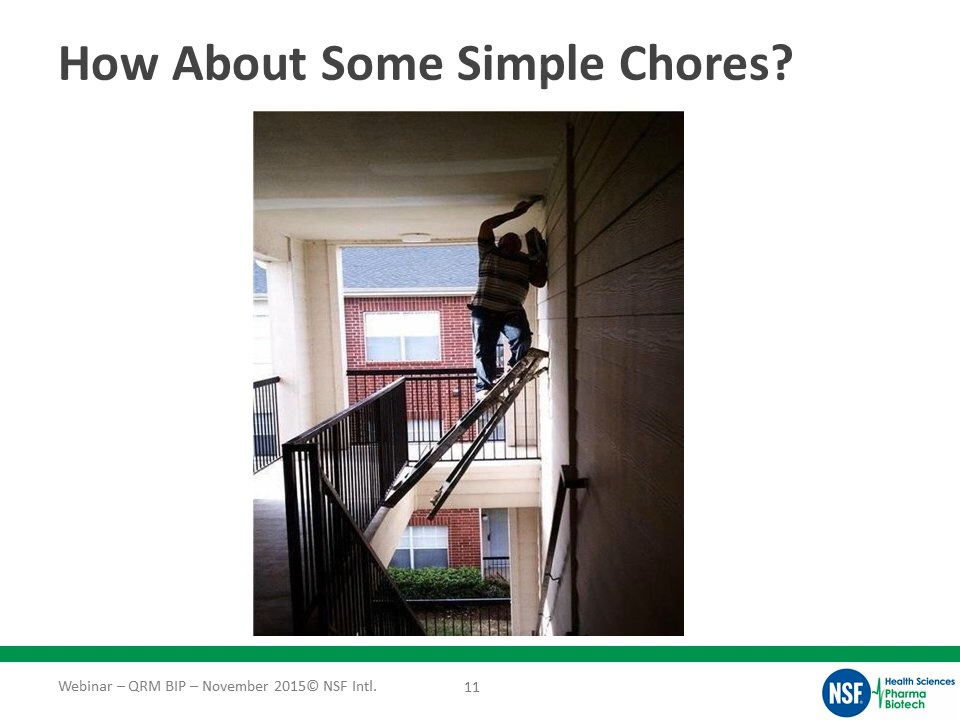 How About Some Simple Chores?
Webinar – QRM BIP – November 2015© NSF Intl.
11
NSF
Health Sciences
Pharma
Biotech